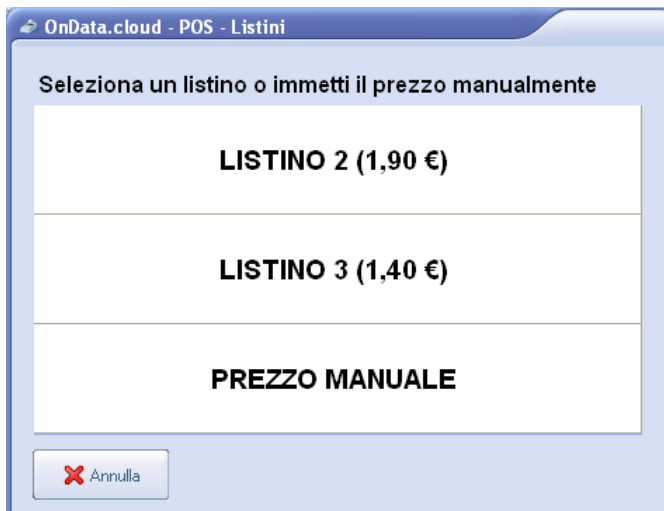 OnData.cloud - POS - Listini
Seleziona un listino o immetti il prezzo manualmente
LISTINO 2 (1,90 €)
LISTINO 3 (1,40 €)
PREZZO MANUALE
Annulla